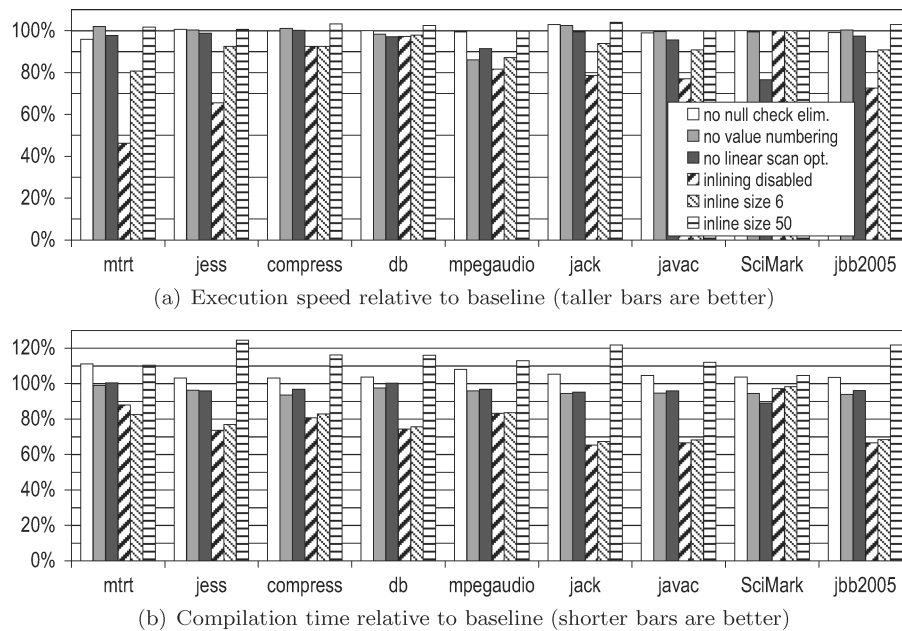 100%
80%
60%
40%
20%
0%
no null check elim.
no value numbering
no linear scan opt.
inlining disabled
inline size 6
inline size 50
mtrt jess compress db mpegaudio jack javac SciMark jbb2005
(a) Execution speed relative to baseline (taller bars are better)
120%
100%
80%
60%
40%
20%
0%
mtrt jess compress db mpegaudio jack javac SciMark jbb2005
(b) Compilation time relative to baseline (shorter bars are better)